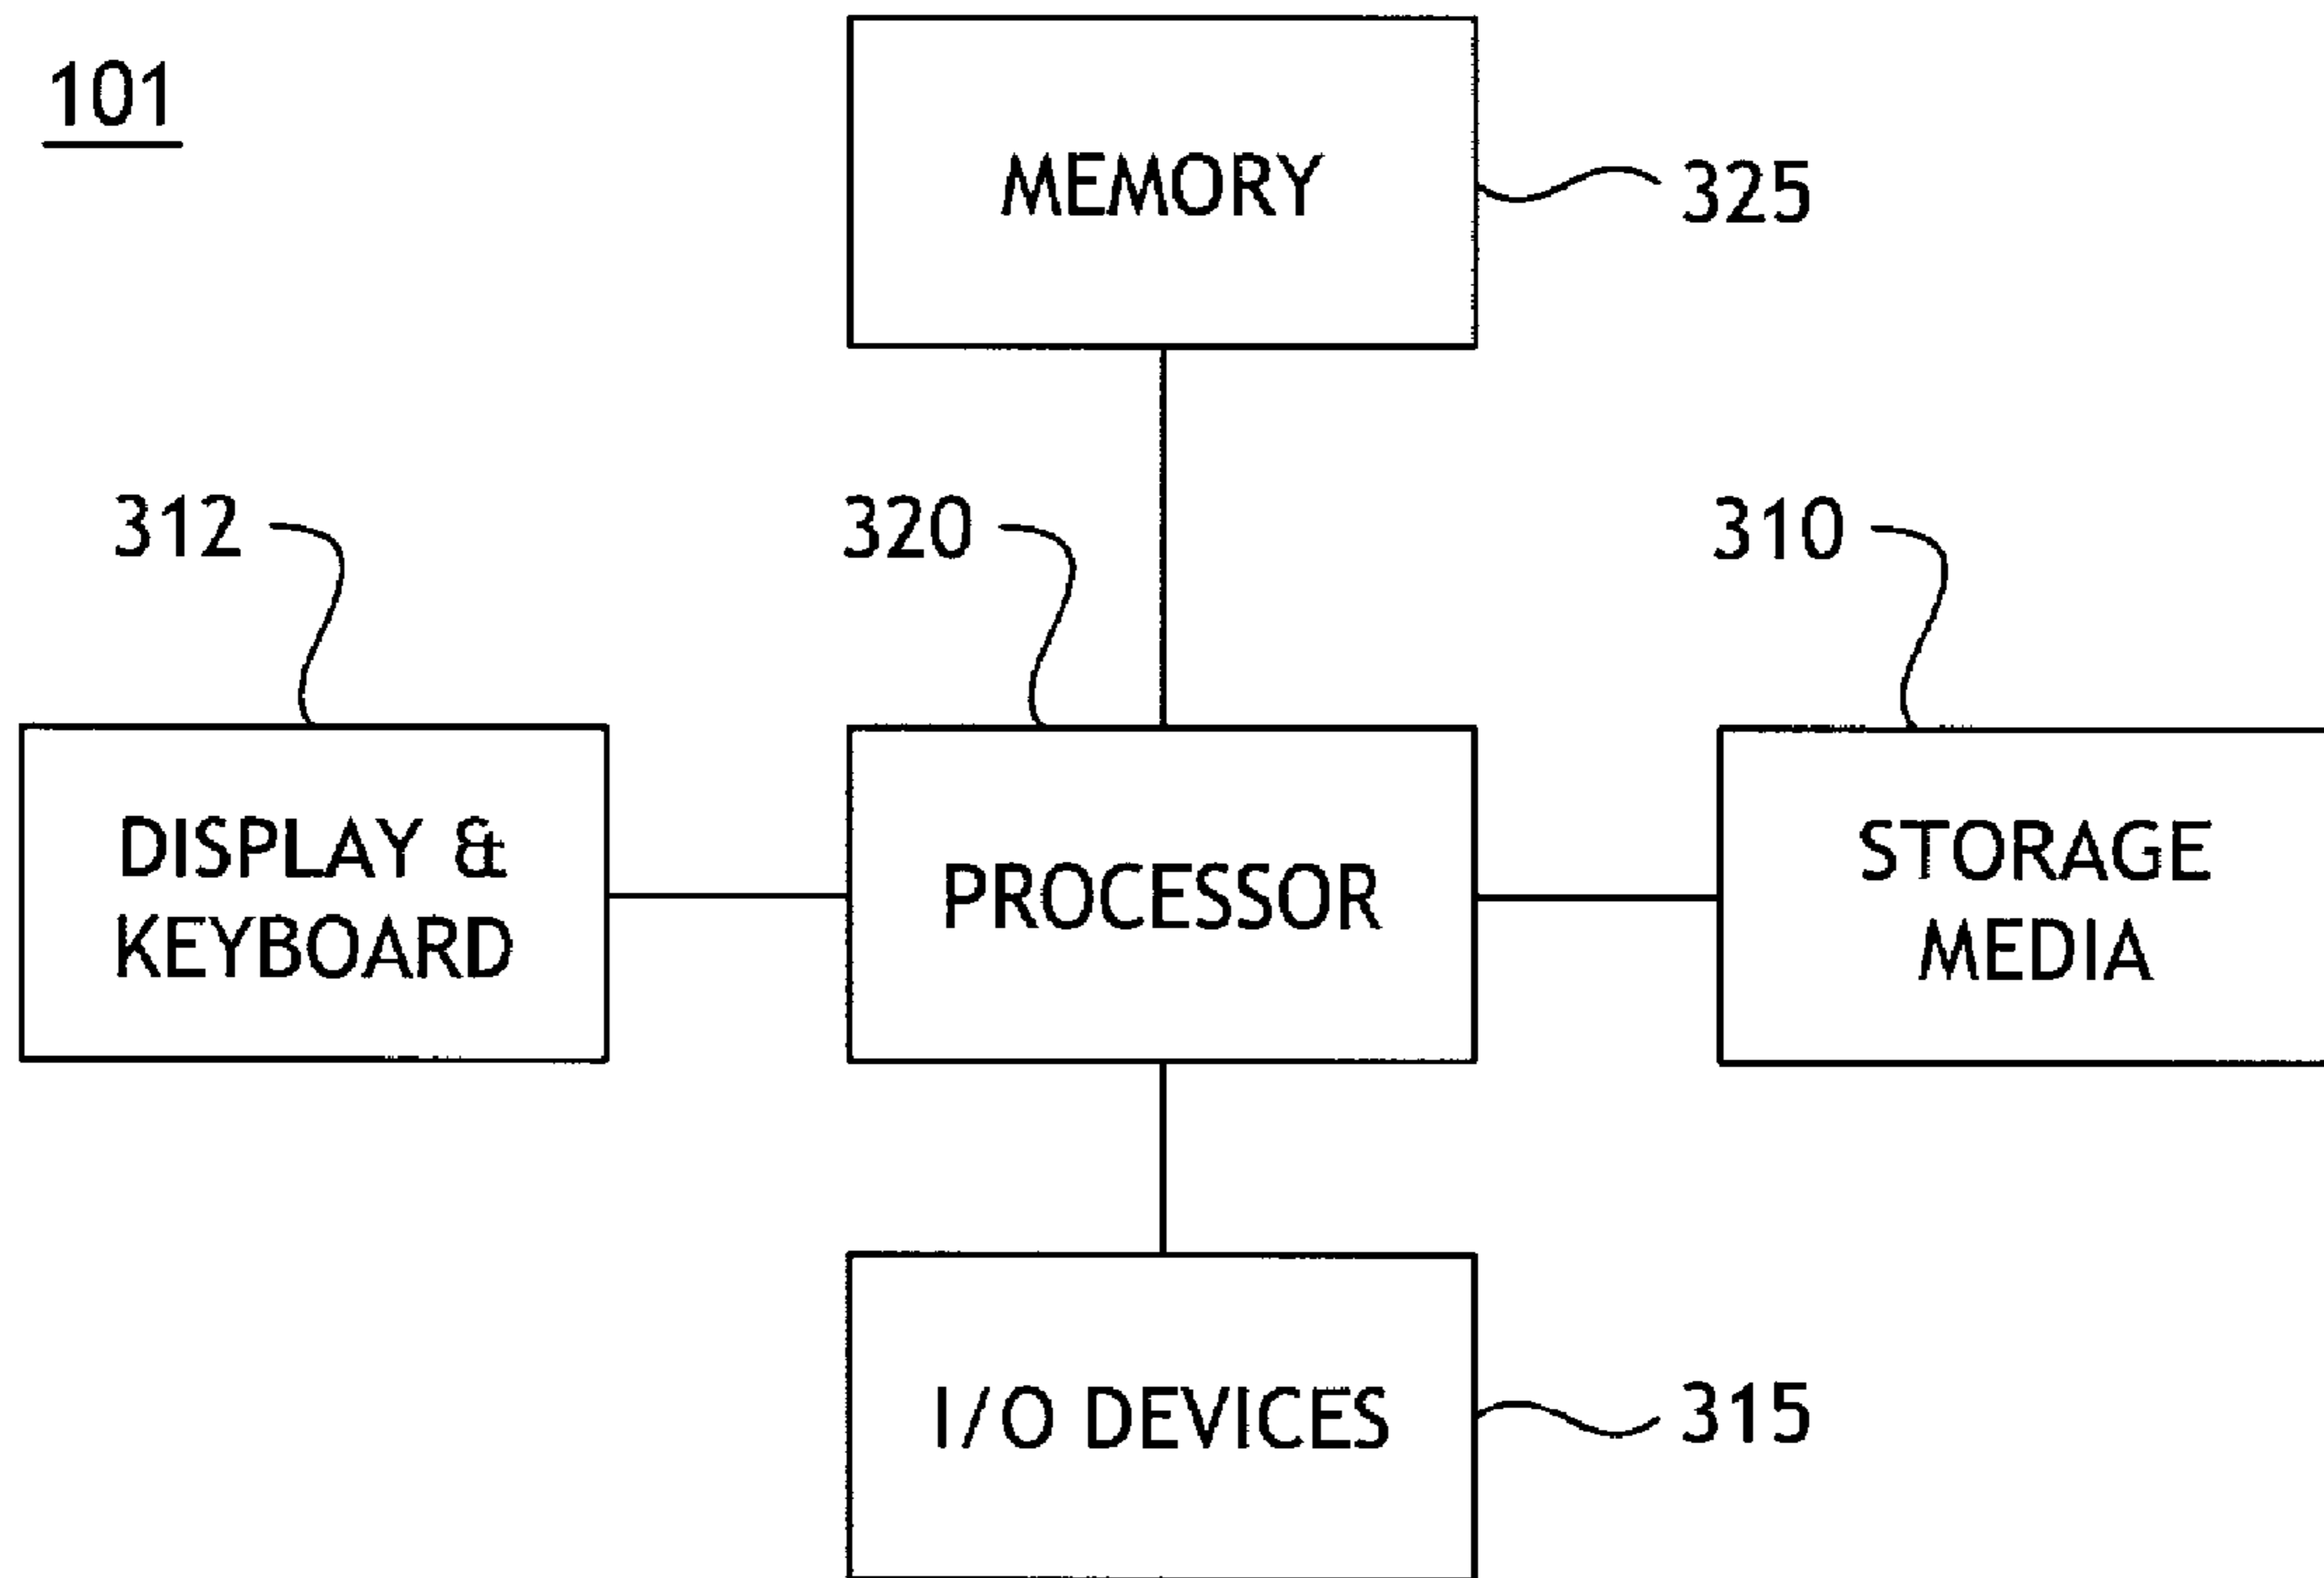 101
MEMORY
325
312
320
310
DISPLAY &
KEYBOARD
PROCESSOR
STORAGE
MEDIA
I/O DEVICES
315